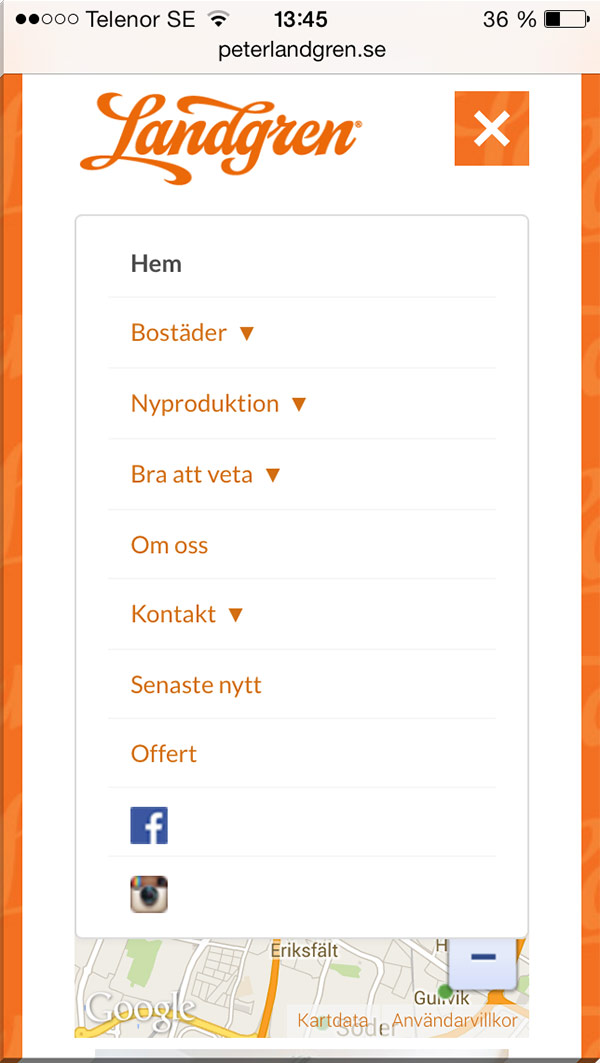 Telenor SE 13:45 36 %
peterlandgren.se
Landgren®
Hem
Bostäder ▼
Nyproduktion ▼
Bra att veta ▼
Om oss
Kontakt ▼
Senaste nytt
Offert
Eriksfält
H
Gullvik
Google
Söder
Kartdata Användarvillkor